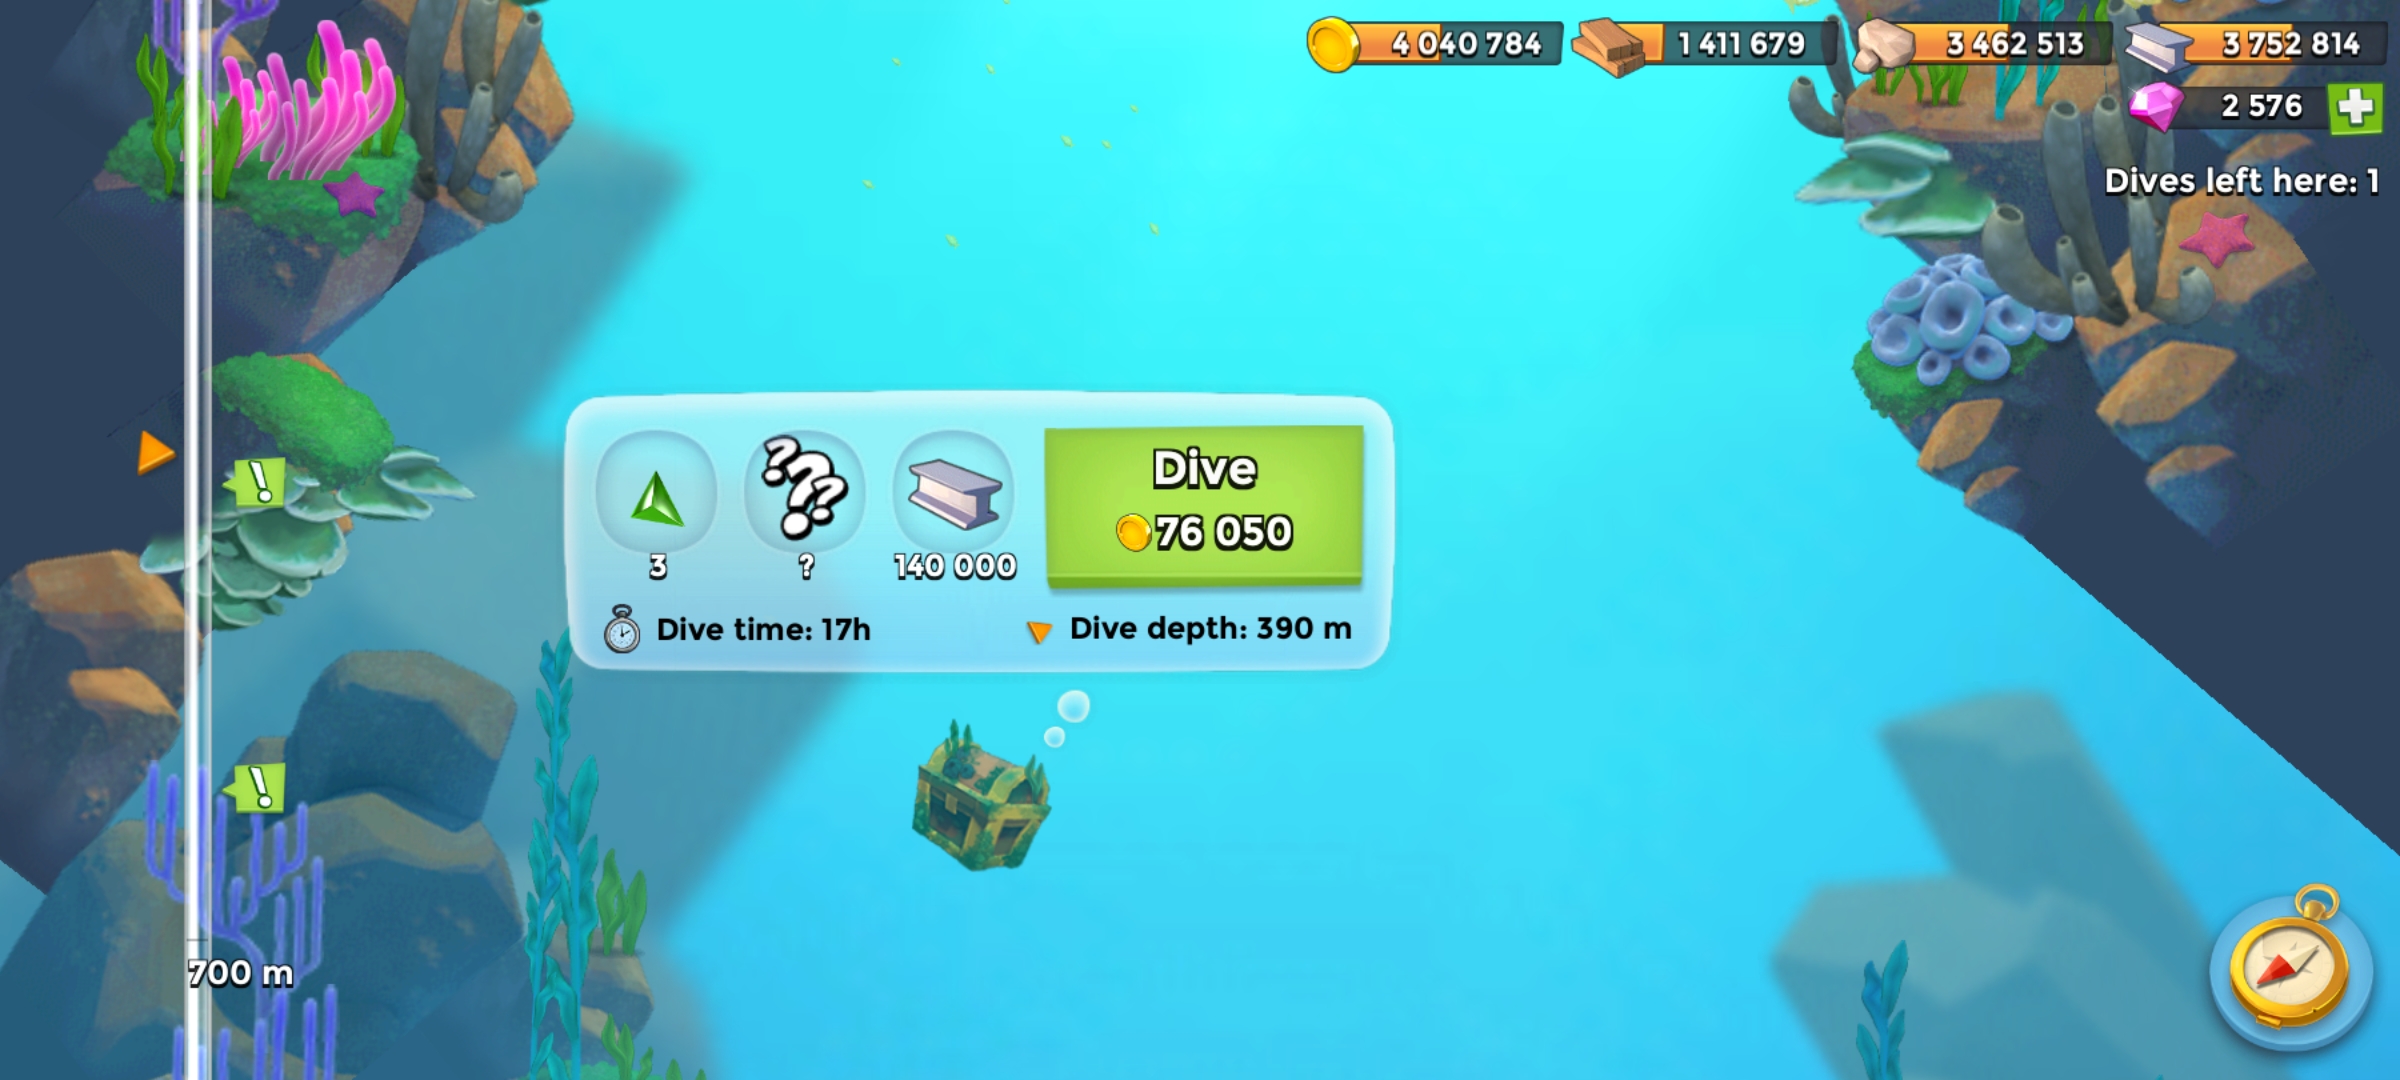 4 040 784
1 411 679
3 462 513
3 752 814
2 576
Dives left here: 1
Dive
76 050
3
?
140 000
Dive time: 17h
Dive depth: 390 m
!
!
700 m